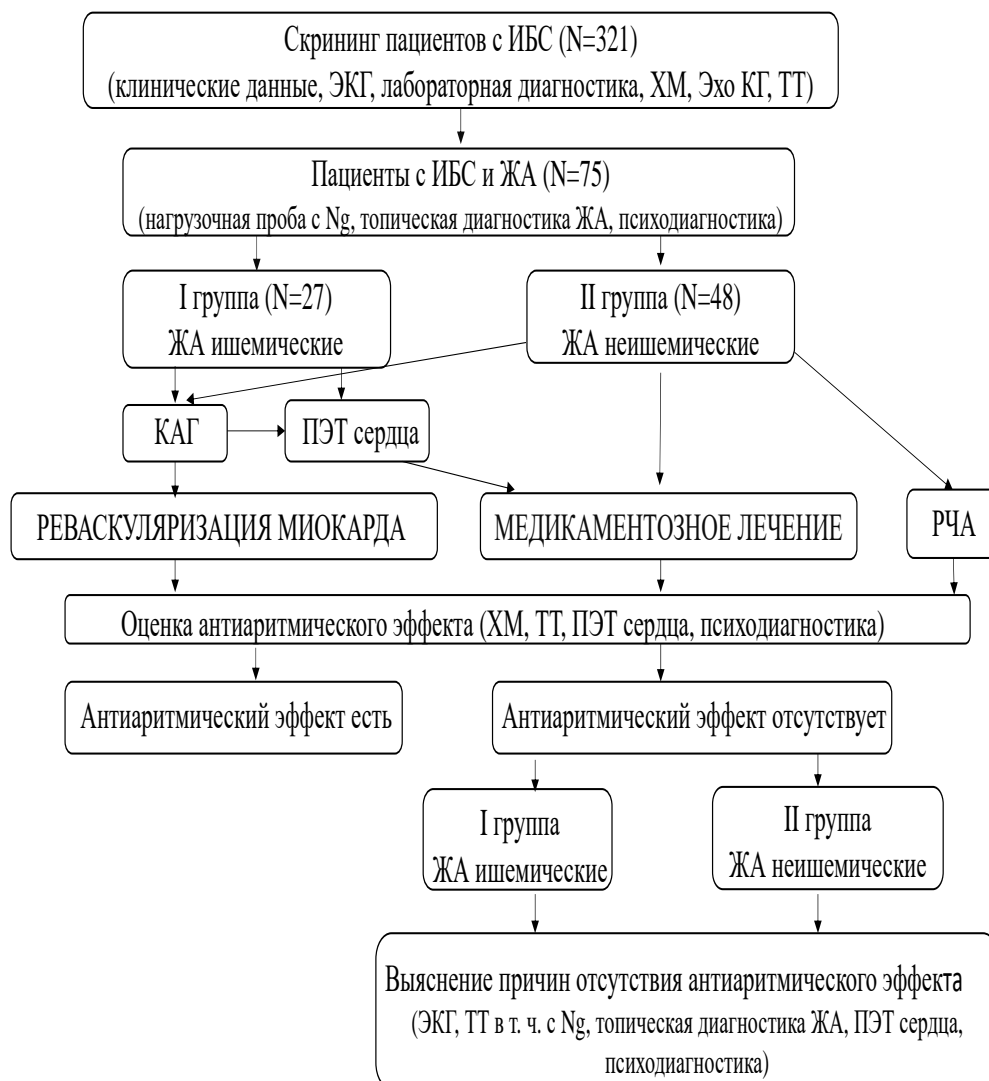 Скрининг пациентов с ИБС (N=321)
(клинические данные, ЭКГ, лабораторная диагностика, ХМ, Эхо КГ, ТТ)
Пациенты с ИБС и ЖА (N=75)
(нагрузочная проба с Ng, топическая диагностика ЖА, психодиагностика)
I группа (N=27)
ЖА ишемические
II группа (N=48)
ЖА неишемические
КАГ
ПЭТ сердца
РЕВАСКУЛЯРИЗАЦИЯ МИОКАРДА
МЕДИКАМЕНТОЗНОЕ ЛЕЧЕНИЕ
РЧА
Оценка антиаритмического эффекта (ХМ, ТТ, ПЭТ сердца, психодиагностика)
Антиаритмический эффект есть
Антиаритмический эффект отсутствует
I группа
ЖА ишемические
II группа
ЖА неишемические
Выяснение причин отсутствия антиаритмического эффекта
(ЭКГ, ТТ в т. ч. с Ng, топическая диагностика ЖА, ПЭТ сердца,
психодиагностика)